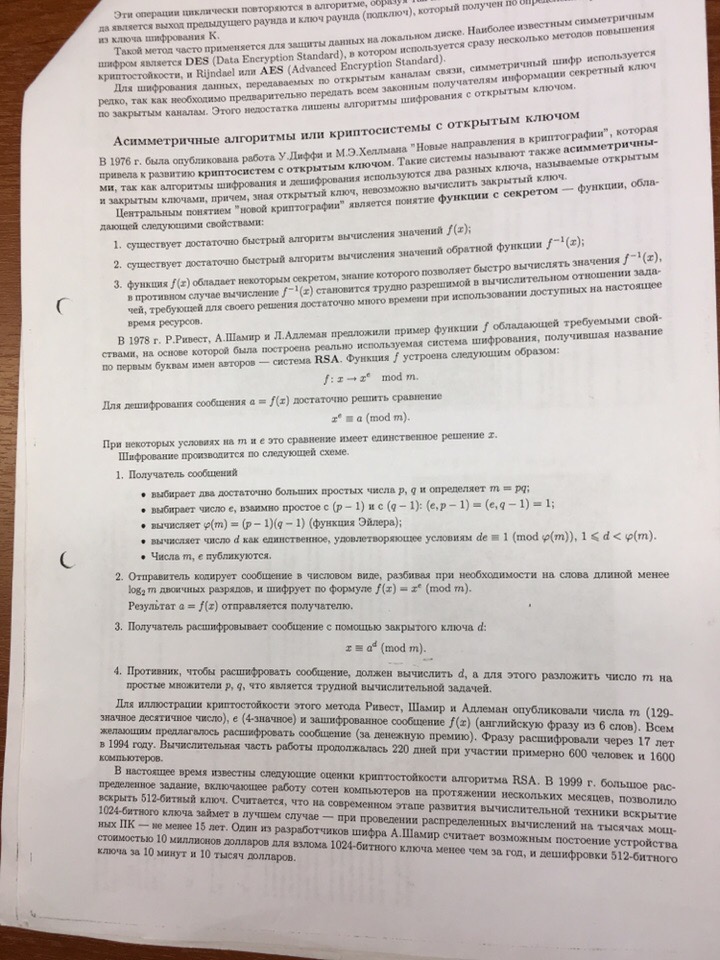 Эти операции циклически повторяются в алгоритме, образуя
да является выход предыдущего раунда и ключ раунда (подключ), который получен по
из ключа шифрования K.
Такой метод часто применяется для защиты данных на локальном диске. Наиболее известным симметричным
шифром является DES (Data Encryption Standard), в котором используется сразу несколько методов повышения
криптостойкости, и Rijndael или AES (Advanced Encryption Standard).
Для шифрования данных, передаваемых по открытым каналам связи, симметричный шифр используется
редко, так как необходимо предварительно передать всем законным получателям информации секретный ключ
по закрытым каналам. Этого недостатка лишены алгоритмы шифрования с открытым ключом.
Асимметричные алгоритмы или криптосистемы с открытым ключом
В 1976 г. была опубликована работа У.Диффи и М.Э.Хеллмана "Новые направления в криптографии", которая
привела к развитию криптосистем с открытым ключом. Такие системы называют также асимметричны-
ми, так как алгоритмы шифрования и дешифрования используются два разных ключа, называемые открытым
и закрытым ключами, причем, зная открытый ключ, невозможно вычислить закрытый ключ.
Центральным понятием "новой криптографии" является понятие функции с секретом — функции, обла-
дающей следующими свойствами:
1. существует достаточно быстрый алгоритм вычисления значений f(x);
2. существует достаточно быстрый алгоритм вычисления значений обратной функции f⁻¹(x);
3. функция f(x) обладает некоторым секретом, знание которого позволяет быстро вычислять значения f⁻¹(x),
в противном случае вычисление f⁻¹(x) становится трудно разрешимой в вычислительном отношении зада-
чей, требующей для своего решения достаточно много времени при использовании доступных на настоящее
время ресурсов.
В 1978 г. Р.Ривест, А.Шамир и Л.Адлеман предложили пример функции f обладающей требуемыми свой-
ствами, на основе которой была построена реально используемая система шифрования, получившая название
по первым буквам имен авторов — система RSA. Функция f устроена следующим образом:
f : x → xᵉ mod m.
Для дешифрования сообщения a = f(x) достаточно решить сравнение
xᵉ ≡ a (mod m).
При некоторых условиях на m и e это сравнение имеет единственное решение x.
Шифрование производится по следующей схеме.
1. Получатель сообщений
• выбирает два достаточно больших простых числа p, q и определяет m = pq;
• выбирает число e, взаимно простое с (p − 1) и с (q − 1): (e, p − 1) = (e, q − 1) = 1;
• вычисляет φ(m) = (p − 1)(q − 1) (функция Эйлера);
• вычисляет число d как единственное, удовлетворяющее условиям de ≡ 1 (mod φ(m)), 1 ⩽ d < φ(m).
• Числа m, e публикуются.
2. Отправитель кодирует сообщение в числовом виде, разбивая при необходимости на слова длиной менее
log₂ m двоичных разрядов, и шифрует по формуле f(x) = xᵉ (mod m).
Результат a = f(x) отправляется получателю.
3. Получатель расшифровывает сообщение с помощью закрытого ключа d:
x ≡ aᵈ (mod m).
4. Противник, чтобы расшифровать сообщение, должен вычислить d, а для этого разложить число m на
простые множители p, q, что является трудной вычислительной задачей.
Для иллюстрации криптостойкости этого метода Ривест, Шамир и Адлеман опубликовали числа m (129-
значное десятичное число), e (4-значное) и зашифрованное сообщение f(x) (английскую фразу из 6 слов). Всем
желающим предлагалось расшифровать сообщение (за денежную премию). Фразу расшифровали через 17 лет
в 1994 году. Вычислительная часть работы продолжалась 220 дней при участии примерно 600 человек и 1600
компьютеров.
В настоящее время известны следующие оценки криптостойкости алгоритма RSA. В 1999 г. большое рас-
пределенное задание, включающее работу сотен компьютеров на протяжении нескольких месяцев, позволило
вскрыть 512-битный ключ. Считается, что на современном этапе развития вычислительной техники вскрытие
1024-битного ключа займет в лучшем случае — при проведении распределенных вычислений на тысячах мощ-
ных ПК — не менее 15 лет. Один из разработчиков шифра А.Шамир считает возможным постоение устройства
стоимостью 10 миллионов долларов для взлома 1024-битного ключа менее чем за год, и дешифровки 512-битного
ключа за 10 минут и 10 тысяч долларов.